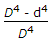 D⁴ - d⁴
D⁴